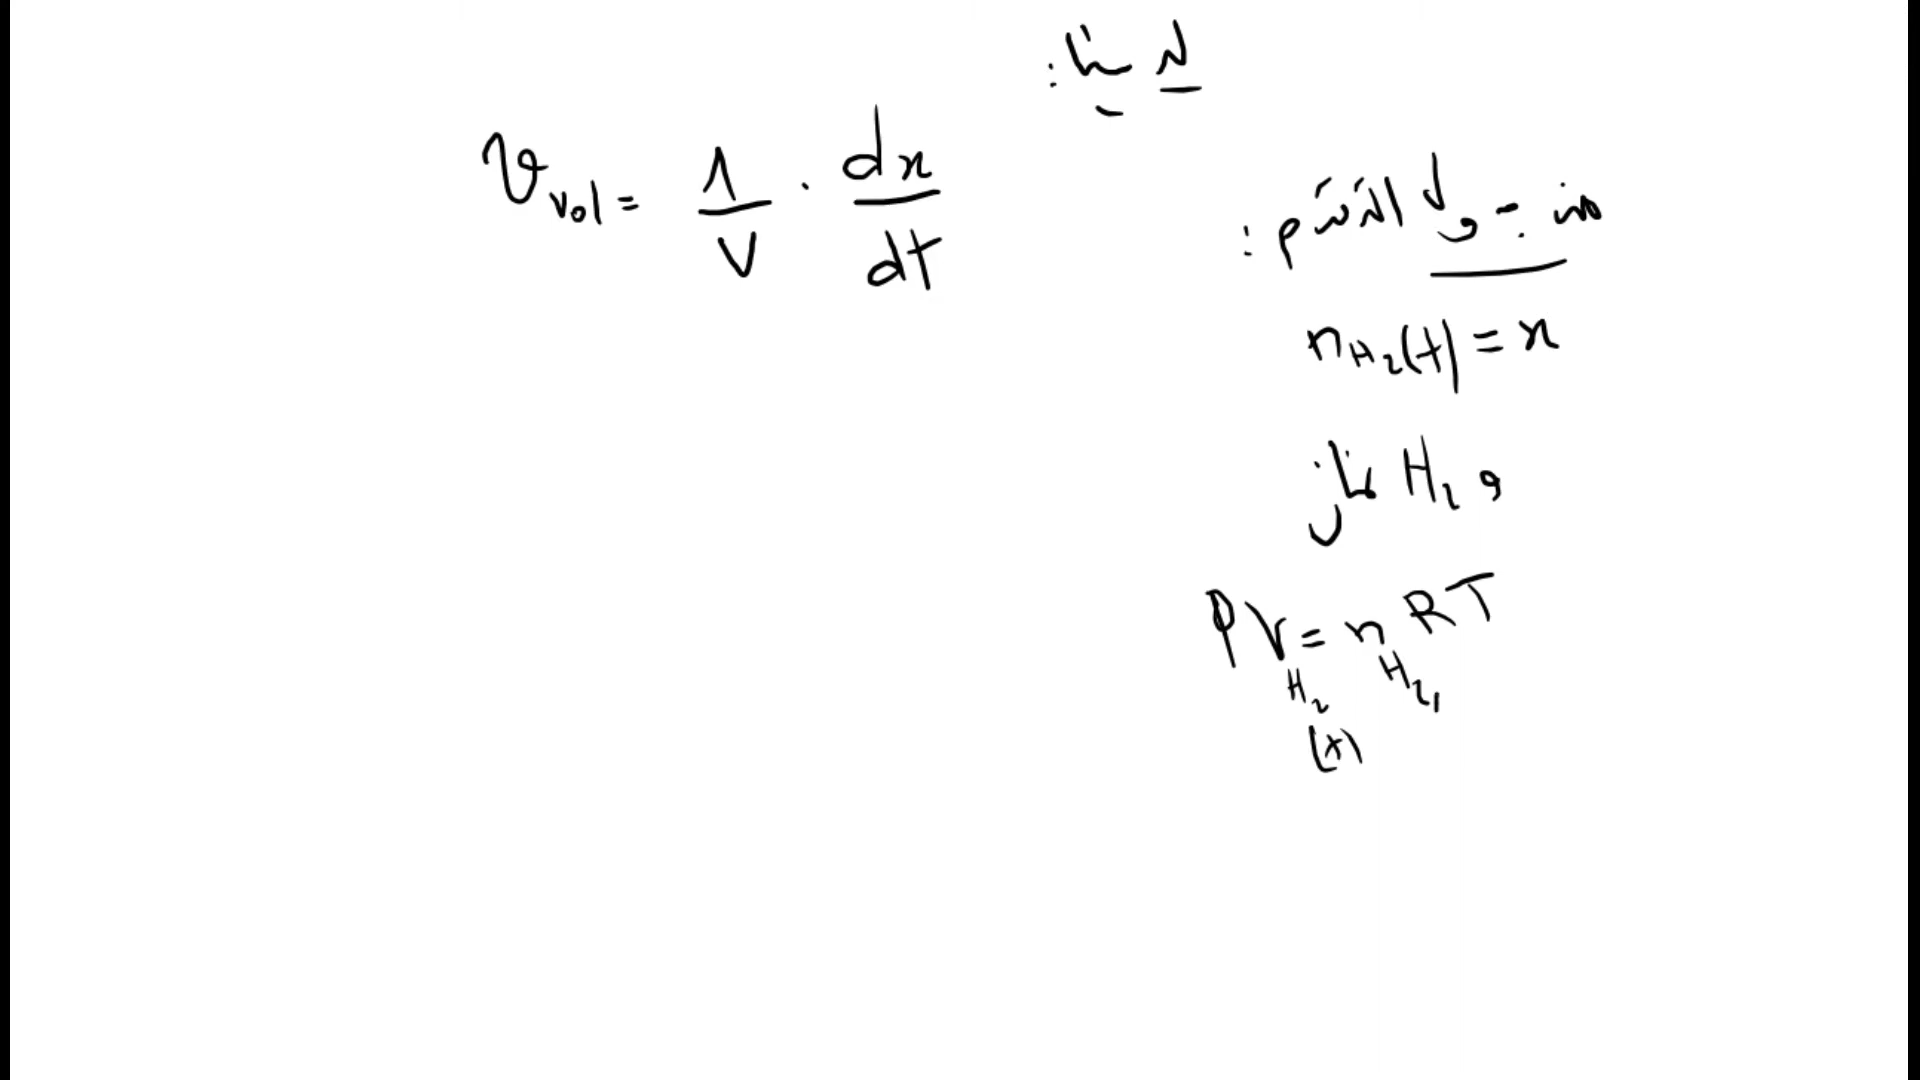 لدينا:
من جدول التقدم:
v_vol = 1/V · dx/dt
n_H2(t) = x
و H2 غاز
PV_H2(t) = n_H2 RT